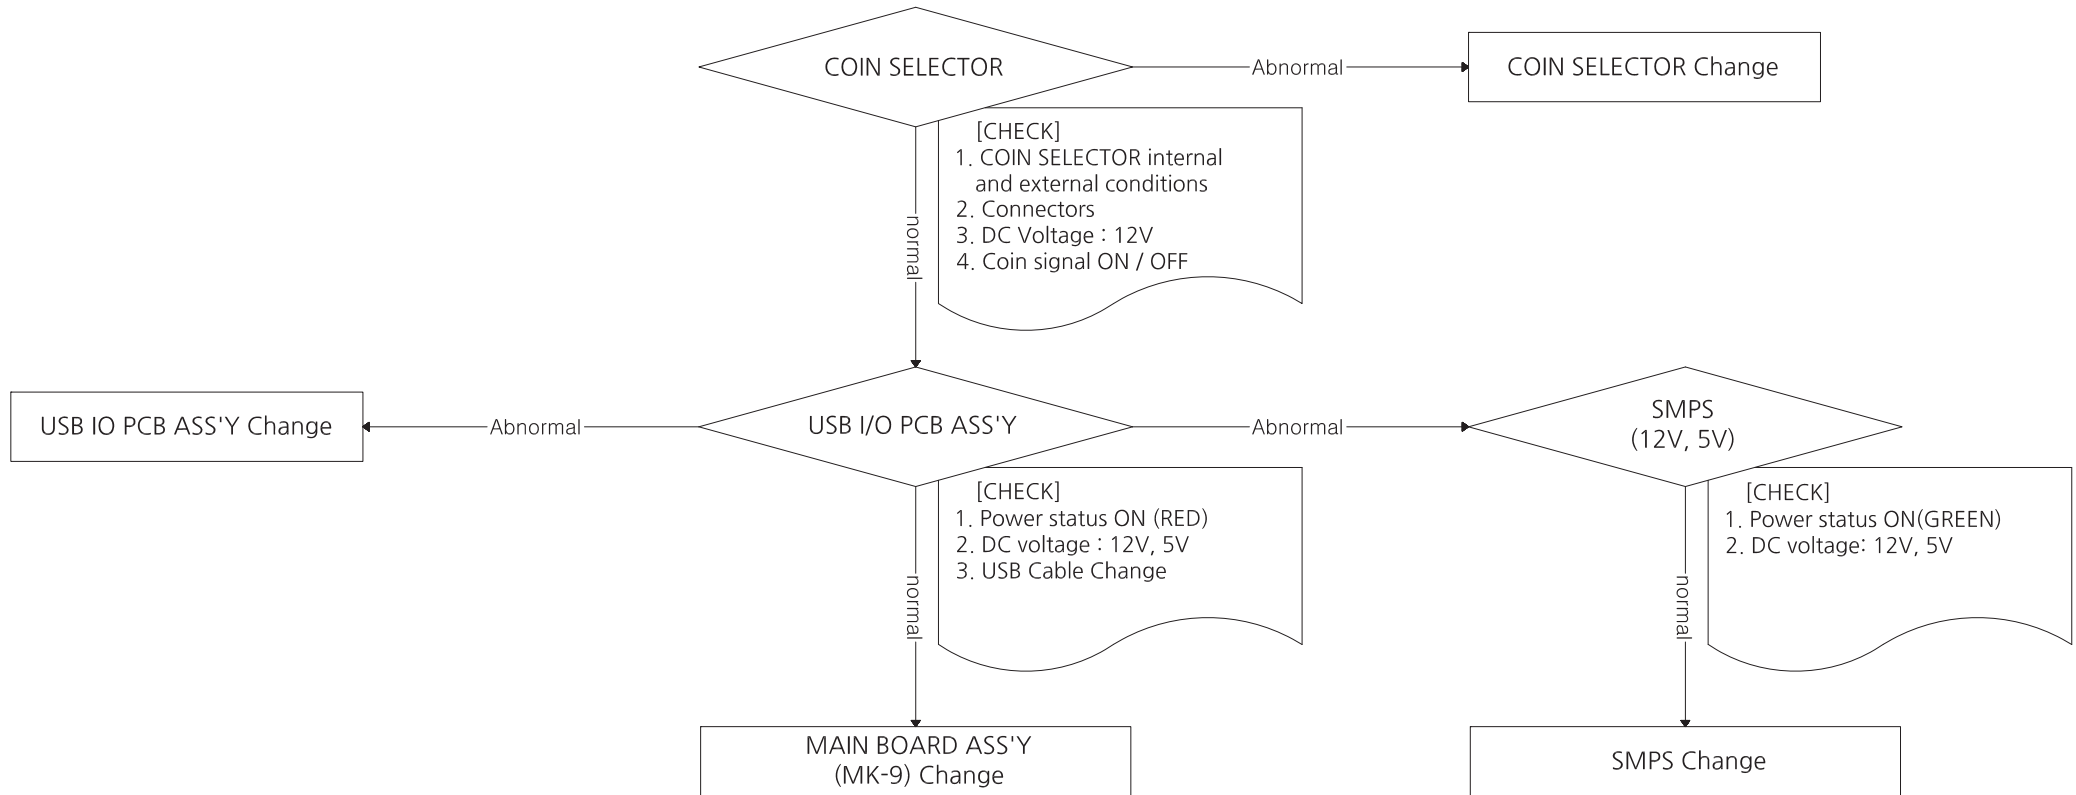 COIN SELECTOR
Abnormal
COIN SELECTOR Change
[CHECK]
1. COIN SELECTOR internal
and external conditions
2. Connectors
3. DC Voltage : 12V
4. Coin signal ON / OFF
normal
USB IO PCB ASS'Y Change
Abnormal
USB I/O PCB ASS'Y
Abnormal
SMPS
(12V, 5V)
[CHECK]
1. Power status ON (RED)
2. DC voltage : 12V, 5V
3. USB Cable Change
normal
[CHECK]
1. Power status ON(GREEN)
2. DC voltage: 12V, 5V
normal
MAIN BOARD ASS'Y
(MK-9) Change
SMPS Change